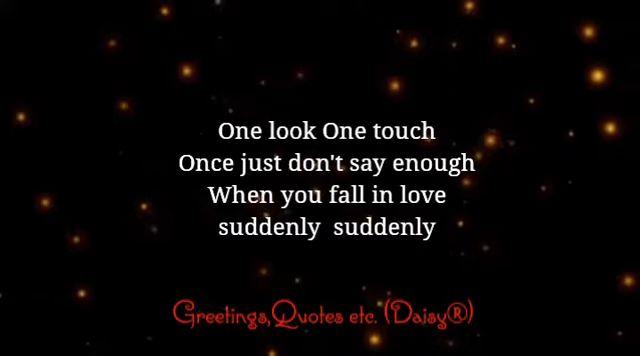 One look One touch
Once just don't say enough
When you fall in love
suddenly  suddenly
Greetings,Quotes etc. (Daisy®)